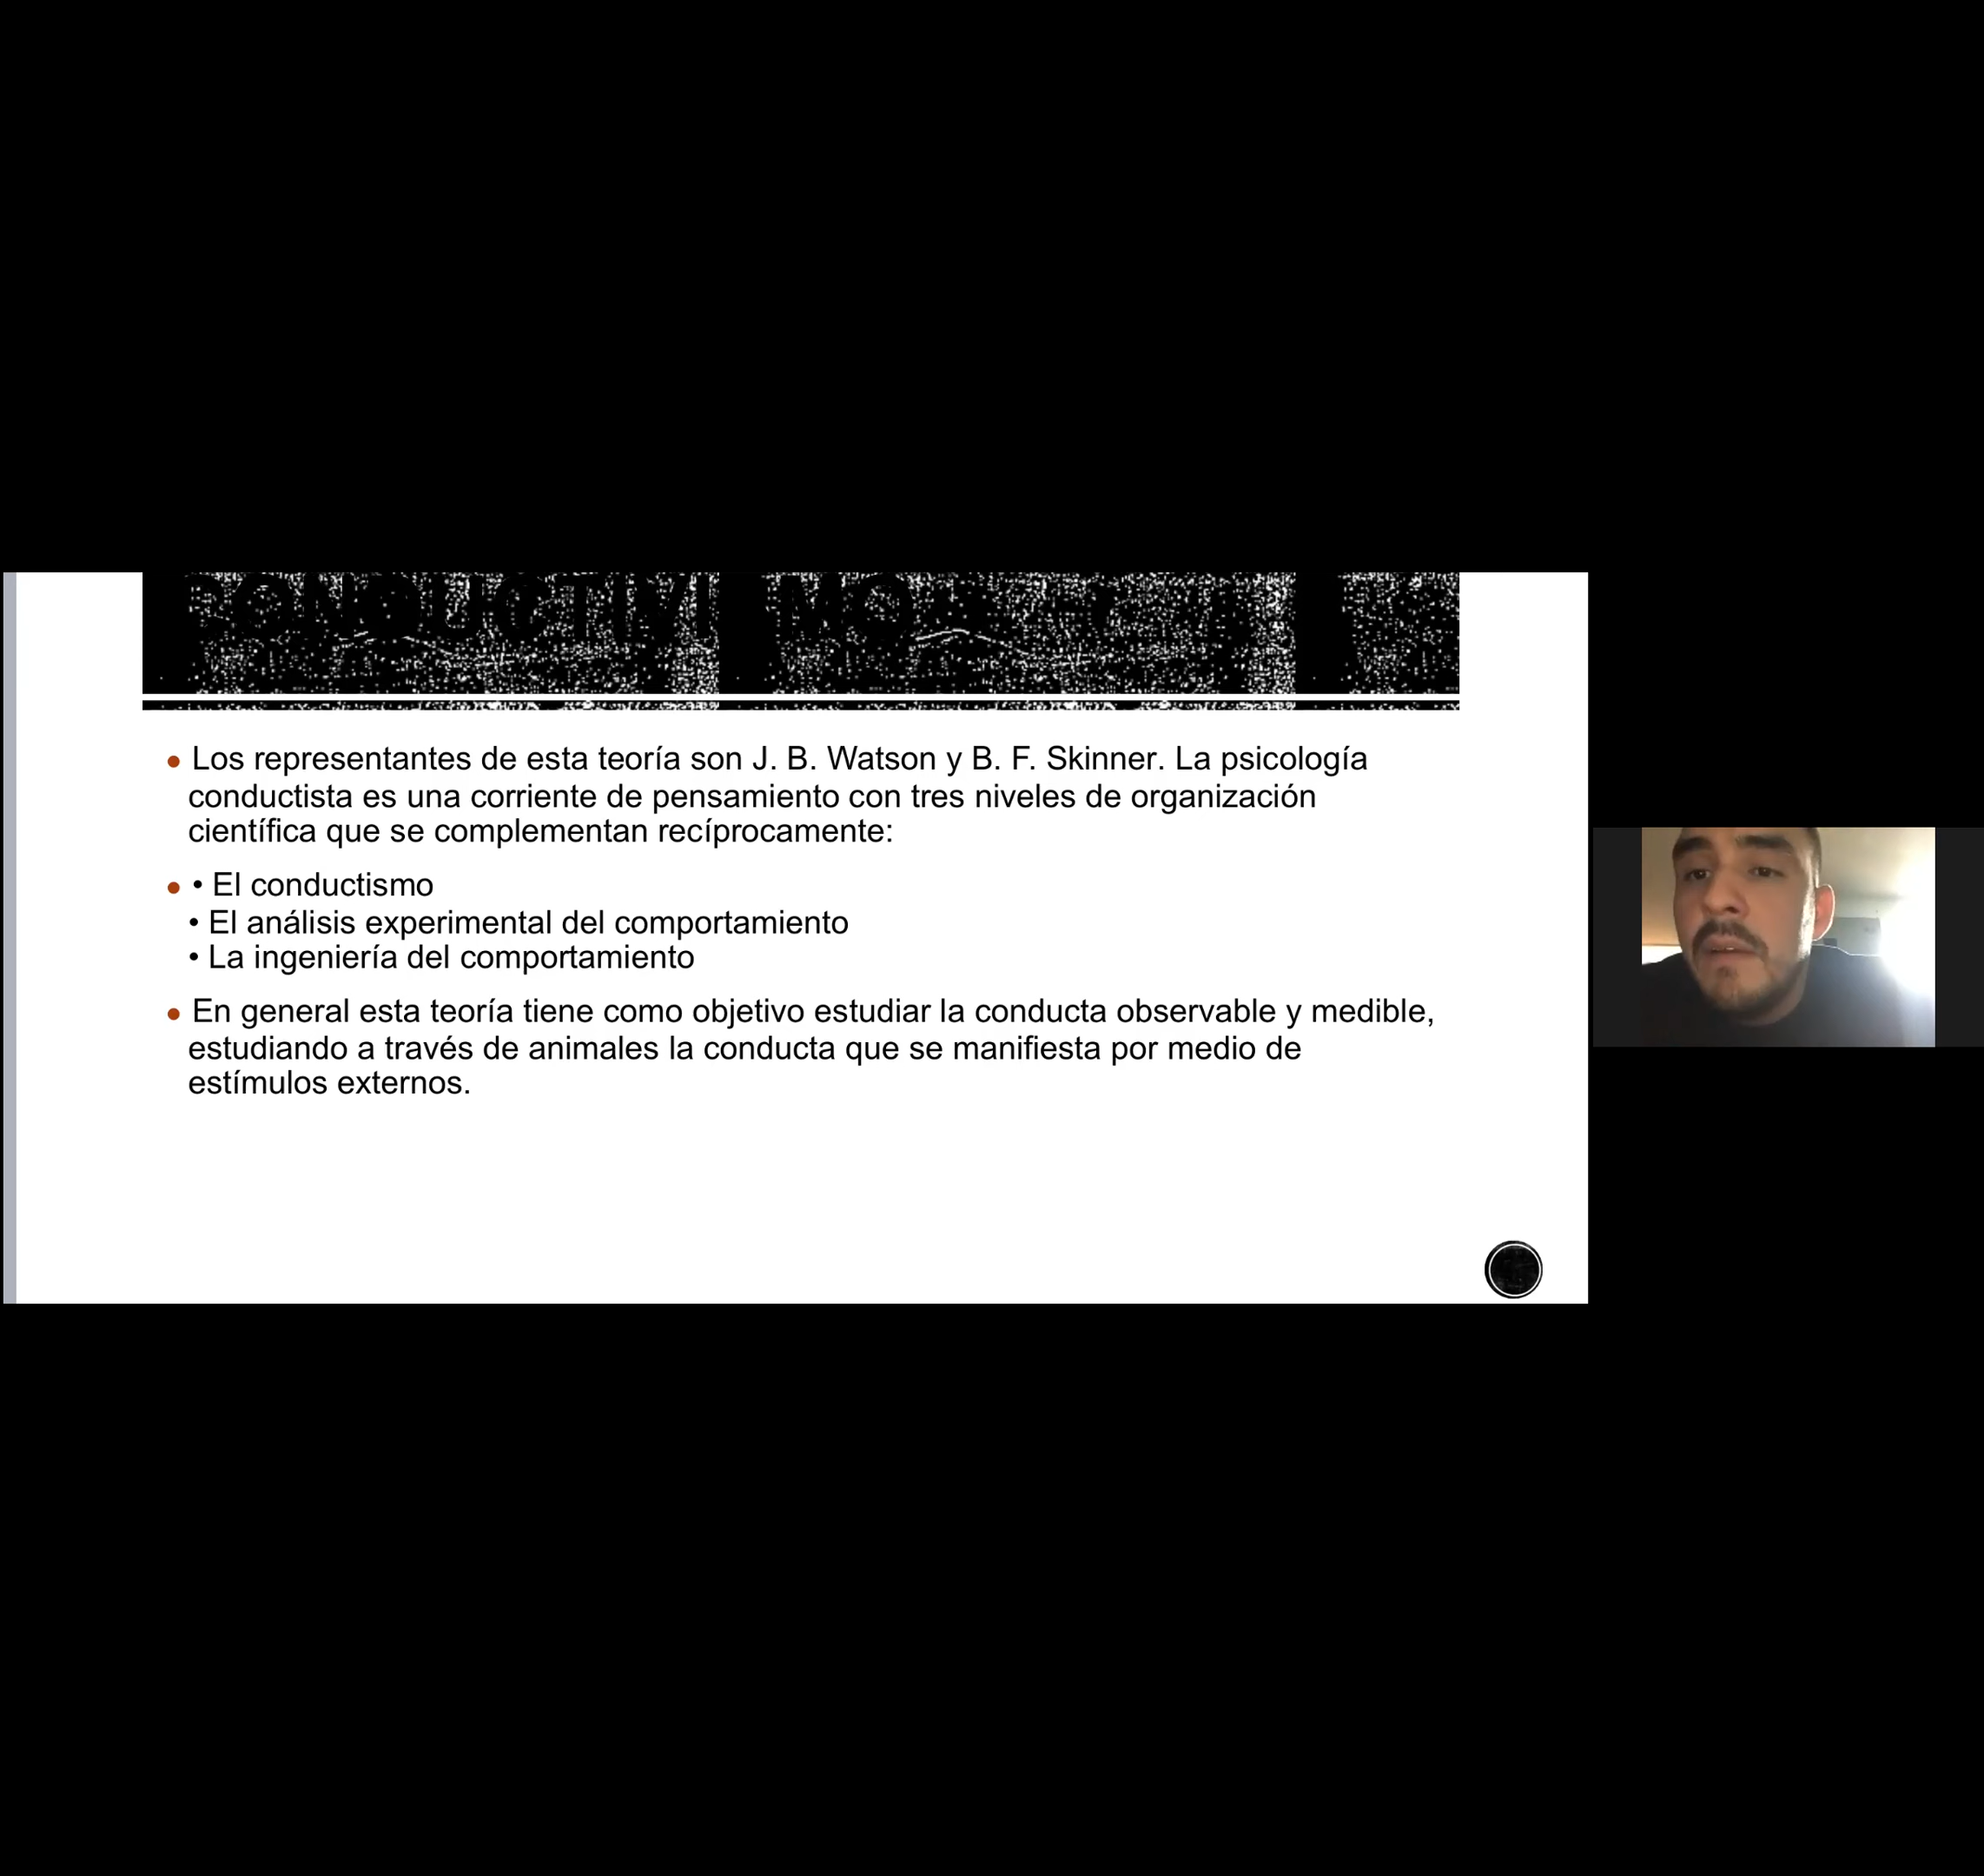 • Los representantes de esta teoría son J. B. Watson y B. F. Skinner. La psicología
conductista es una corriente de pensamiento con tres niveles de organización
científica que se complementan recíprocamente:
• • El conductismo
• El análisis experimental del comportamiento
• La ingeniería del comportamiento
• En general esta teoría tiene como objetivo estudiar la conducta observable y medible,
estudiando a través de animales la conducta que se manifiesta por medio de
estímulos externos.